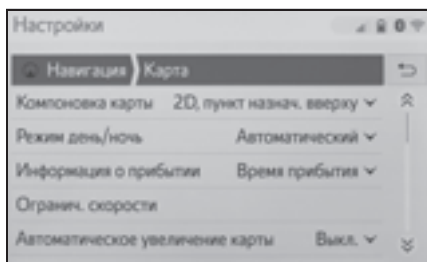 Настройки
Навигация Карта
Компоновка карты 2D, пункт назнач. вверху
Режим день/ночь Автоматический
Информация о прибытии Время прибытия
Огранич. скорости
Автоматическое увеличение карты Выкл.